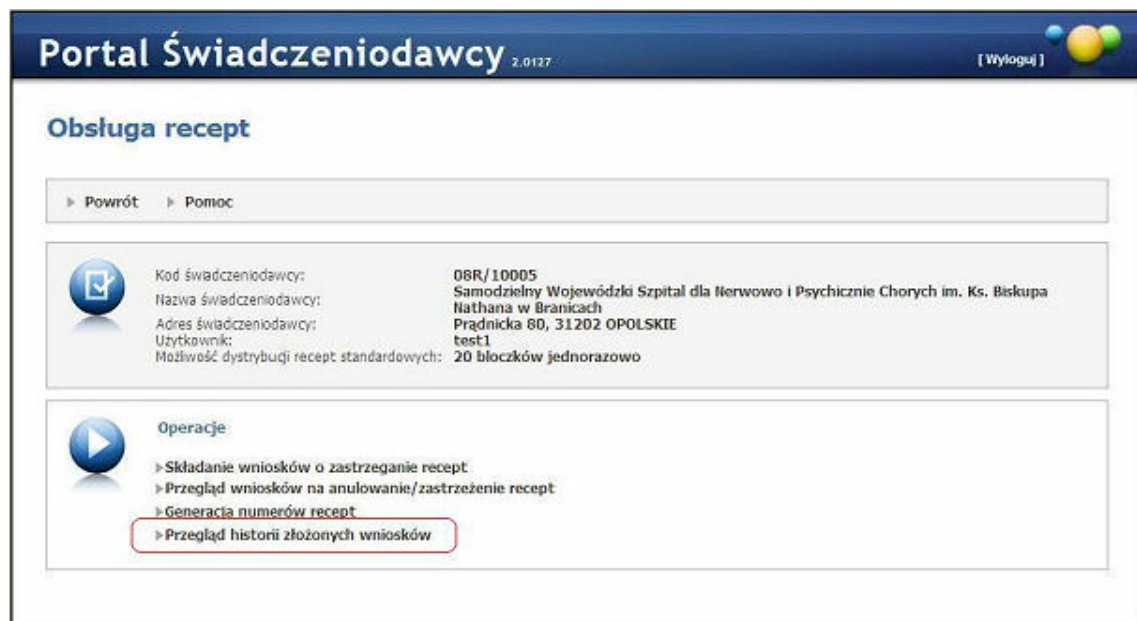 Portal Świadczeniodawcy 2.0127
[ Wyloguj ]
Obsługa recept
Powrót Pomoc
Kod świadczeniodawcy: 08R/10005
Nazwa świadczeniodawcy: Samodzielny Wojewódzki Szpital dla Nerwowo i Psychicznie Chorych im. Ks. Biskupa
Nathana w Branicach
Adres świadczeniodawcy: Prądnicka 80, 31202 OPOLSKIE
Użytkownik: test1
Możliwość dystrybucji recept standardowych: 20 bloczków jednorazowo
Operacje
Składanie wniosków o zastrzeganie recept
Przegląd wniosków na anulowanie/zastrzeżenie recept
Generacja numerów recept
Przegląd historii złożonych wniosków